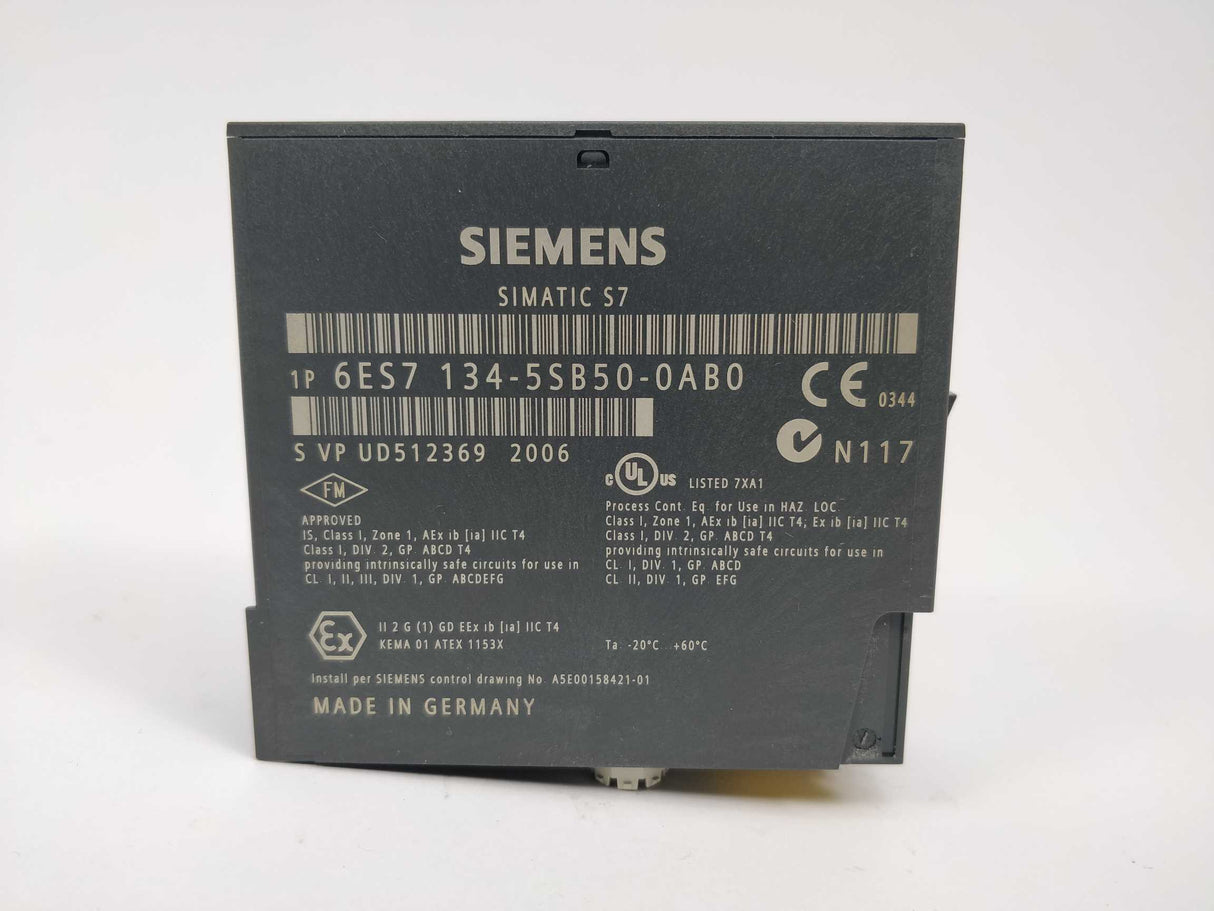 SIEMENS
SIMATIC S7
1P 6ES7 134-5SB50-0AB0
CE 0344
S VP UD512369 2006
N117
FM
APPROVED
IS, Class I, Zone 1, AEx ib [ia] IIC T4
Class I, DIV. 2, GP. ABCD T4
providing intrinsically safe circuits for use in
CL. I, II, III, DIV. 1, GP. ABCDEFG
c UL US LISTED 7XA1
Process Cont. Eq. for Use in HAZ. LOC.
Class I, Zone 1, AEx ib [ia] IIC T4; Ex ib [ia] IIC T4
Class I, DIV. 2, GP. ABCD T4
providing intrinsically safe circuits for use in
CL. I, DIV. 1, GP. ABCD
CL. II, DIV. 1, GP. EFG
Ex II 2 G (1) GD EEx ib [ia] IIC T4
KEMA 01 ATEX 1153X
Ta. -20°C...+60°C
Install per SIEMENS control drawing No. A5E00158421-01
MADE IN GERMANY